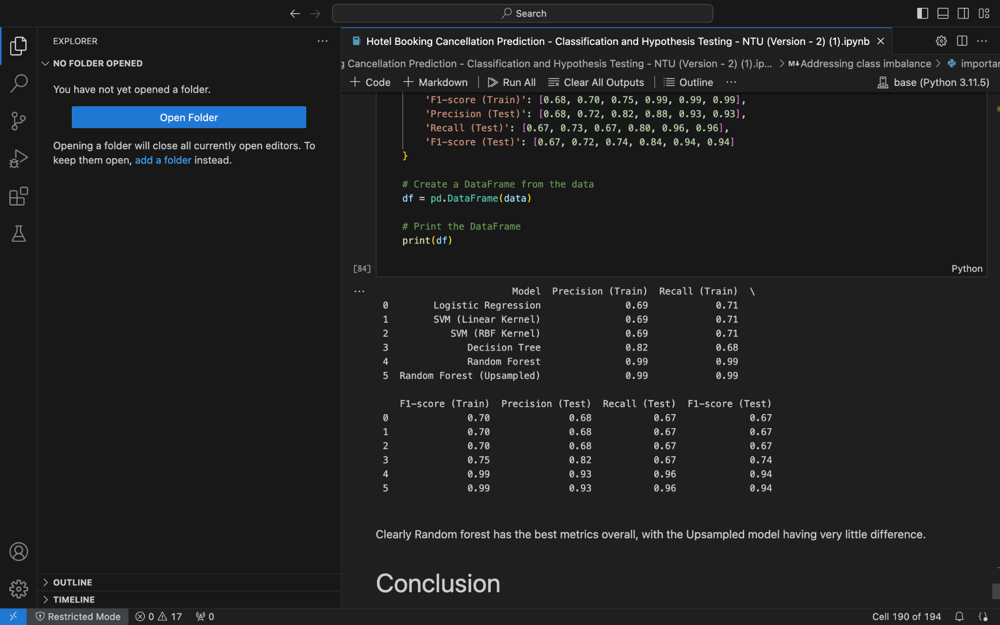 Search
EXPLORER
NO FOLDER OPENED
You have not yet opened a folder.
Open Folder
Opening a folder will close all currently open editors. To
keep them open, add a folder instead.
OUTLINE
TIMELINE
Hotel Booking Cancellation Prediction - Classification and Hypothesis Testing - NTU (Version - 2) (1).ipynb
g Cancellation Prediction - Classification and Hypothesis Testing - NTU (Version - 2) (1).ip... > M↓Addressing class imbalance > importar
+ Code + Markdown Run All Clear All Outputs Outline ... base (Python 3.11.5)
'F1-score (Train)': [0.68, 0.70, 0.75, 0.99, 0.99, 0.99],
'Precision (Test)': [0.68, 0.72, 0.82, 0.88, 0.93, 0.93],
'Recall (Test)': [0.67, 0.73, 0.67, 0.80, 0.96, 0.96],
'F1-score (Test)': [0.67, 0.72, 0.74, 0.84, 0.94, 0.94]
}
# Create a DataFrame from the data
df = pd.DataFrame(data)
# Print the DataFrame
print(df)
[84] Python
... Model Precision (Train) Recall (Train) \
0 Logistic Regression 0.69 0.71
1 SVM (Linear Kernel) 0.69 0.71
2 SVM (RBF Kernel) 0.69 0.71
3 Decision Tree 0.82 0.68
4 Random Forest 0.99 0.99
5 Random Forest (Upsampled) 0.99 0.99
F1-score (Train) Precision (Test) Recall (Test) F1-score (Test)
0 0.70 0.68 0.67 0.67
1 0.70 0.68 0.67 0.67
2 0.70 0.68 0.67 0.67
3 0.75 0.82 0.67 0.74
4 0.99 0.93 0.96 0.94
5 0.99 0.93 0.96 0.94
Clearly Random forest has the best metrics overall, with the Upsampled model having very little difference.
Conclusion
Restricted Mode 0 17 0 Cell 190 of 194